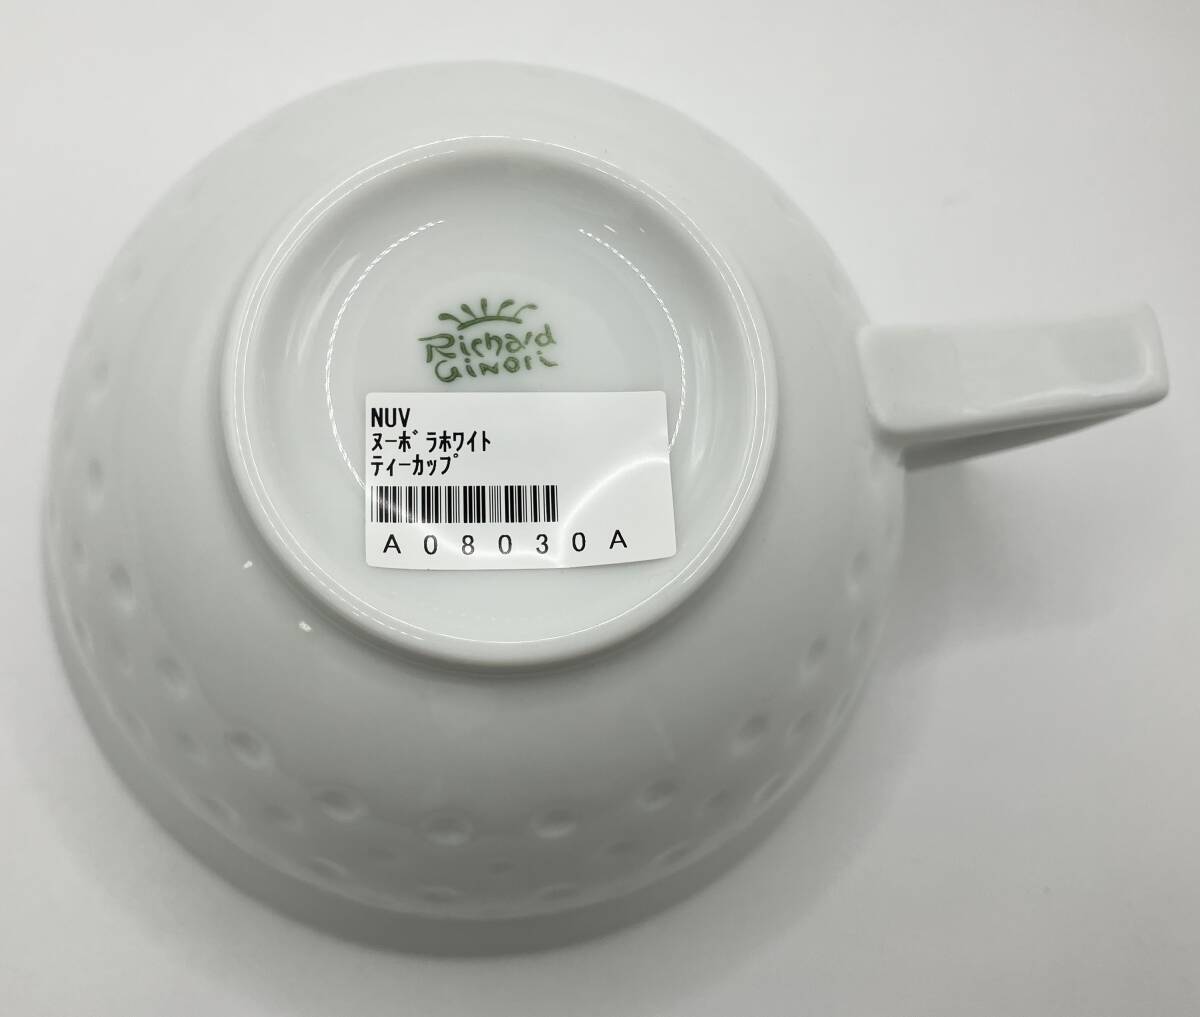 Richard
GiNori
NUV
ﾇｰﾎﾞﾗﾎﾜｲﾄ
ﾃｨｰｶｯﾌﾟ
A08030A